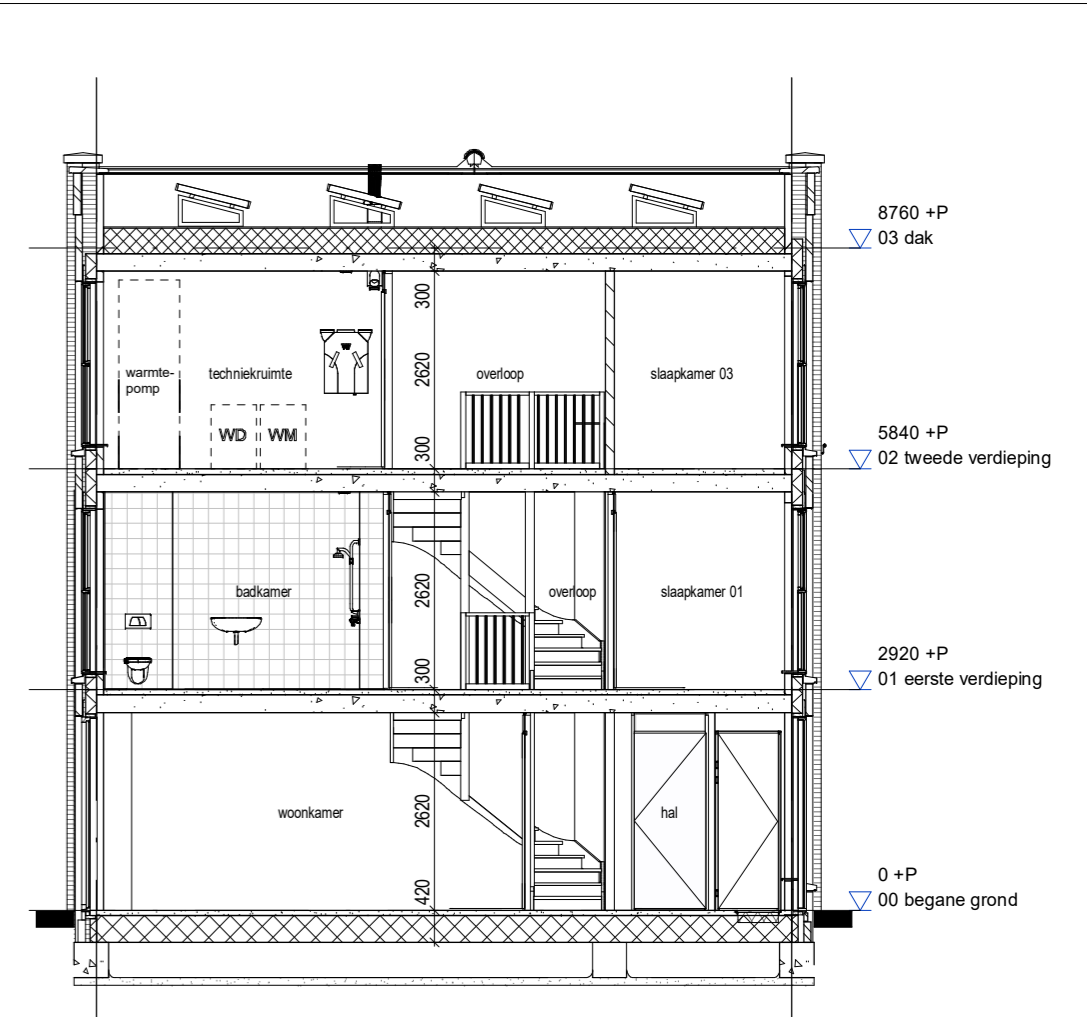 8760 +P
03 dak
300
warmte-
pomp
techniekruimte
W
2620
overloop
slaapkamer 03
WD
WM
300
5840 +P
02 tweede verdieping
badkamer
2620
overloop
slaapkamer 01
300
2920 +P
01 eerste verdieping
woonkamer
2620
hal
420
0 +P
00 begane grond